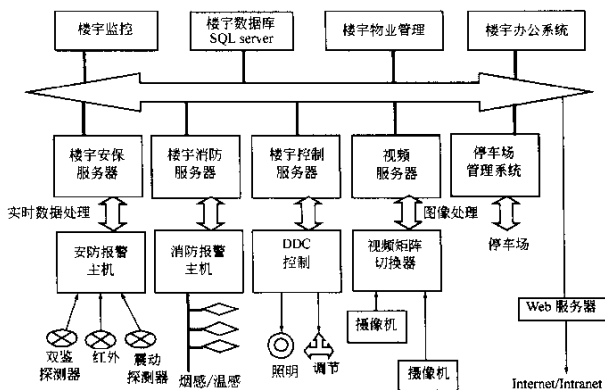 楼宇监控
楼宇数据库
SQL server
楼宇物业管理
楼宇办公系统
楼宇安保
服务器
楼宇消防
服务器
楼宇控制
服务器
视频
服务器
停车场
管理系统
实时数据处理
图像处理
安防报警
主机
消防报警
主机
DDC
控制
视频矩阵
切换器
停车场
Web 服务器
摄像机
双鉴
探测器
红外
震动
探测器
烟感/温感
照明
调节
摄像机
Internet/Intranet